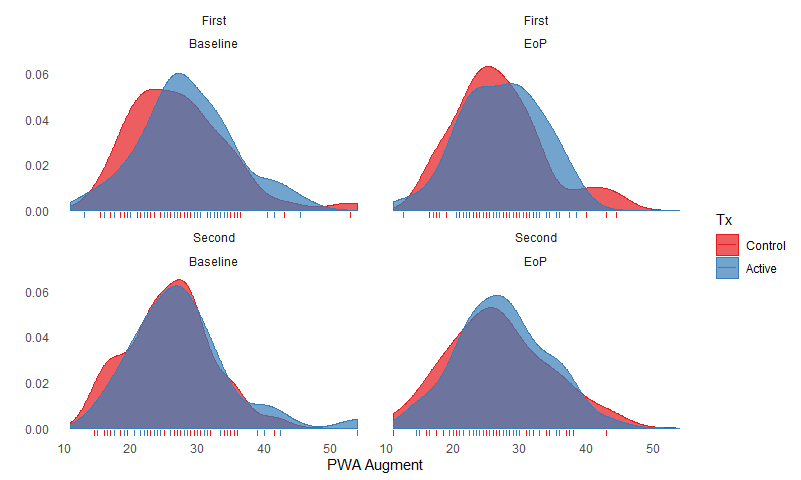 First
First
Baseline
EoP
0.06
0.04
0.02
0.00
Second
Second
Baseline
EoP
0.06
0.04
0.02
0.00
10 20 30 40 50
10 20 30 40 50
PWA Augment
Tx
Control
Active